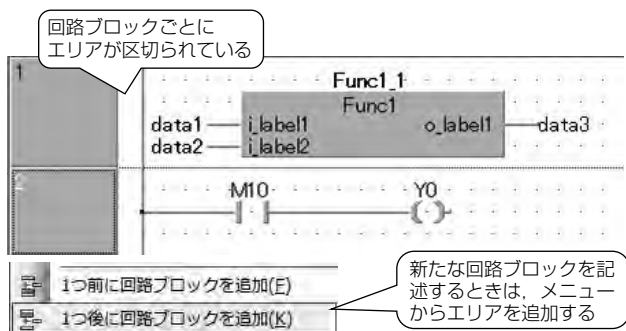 回路ブロックごとに
エリアが区切られている
1
Func1_1
Func1
data1 i_label1 o_label1 data3
data2 i_label2
2
M10 Y0
1つ前に回路ブロックを追加(F)
1つ後に回路ブロックを追加(K)
新たな回路ブロックを記
述するときは，メニュー
からエリアを追加する